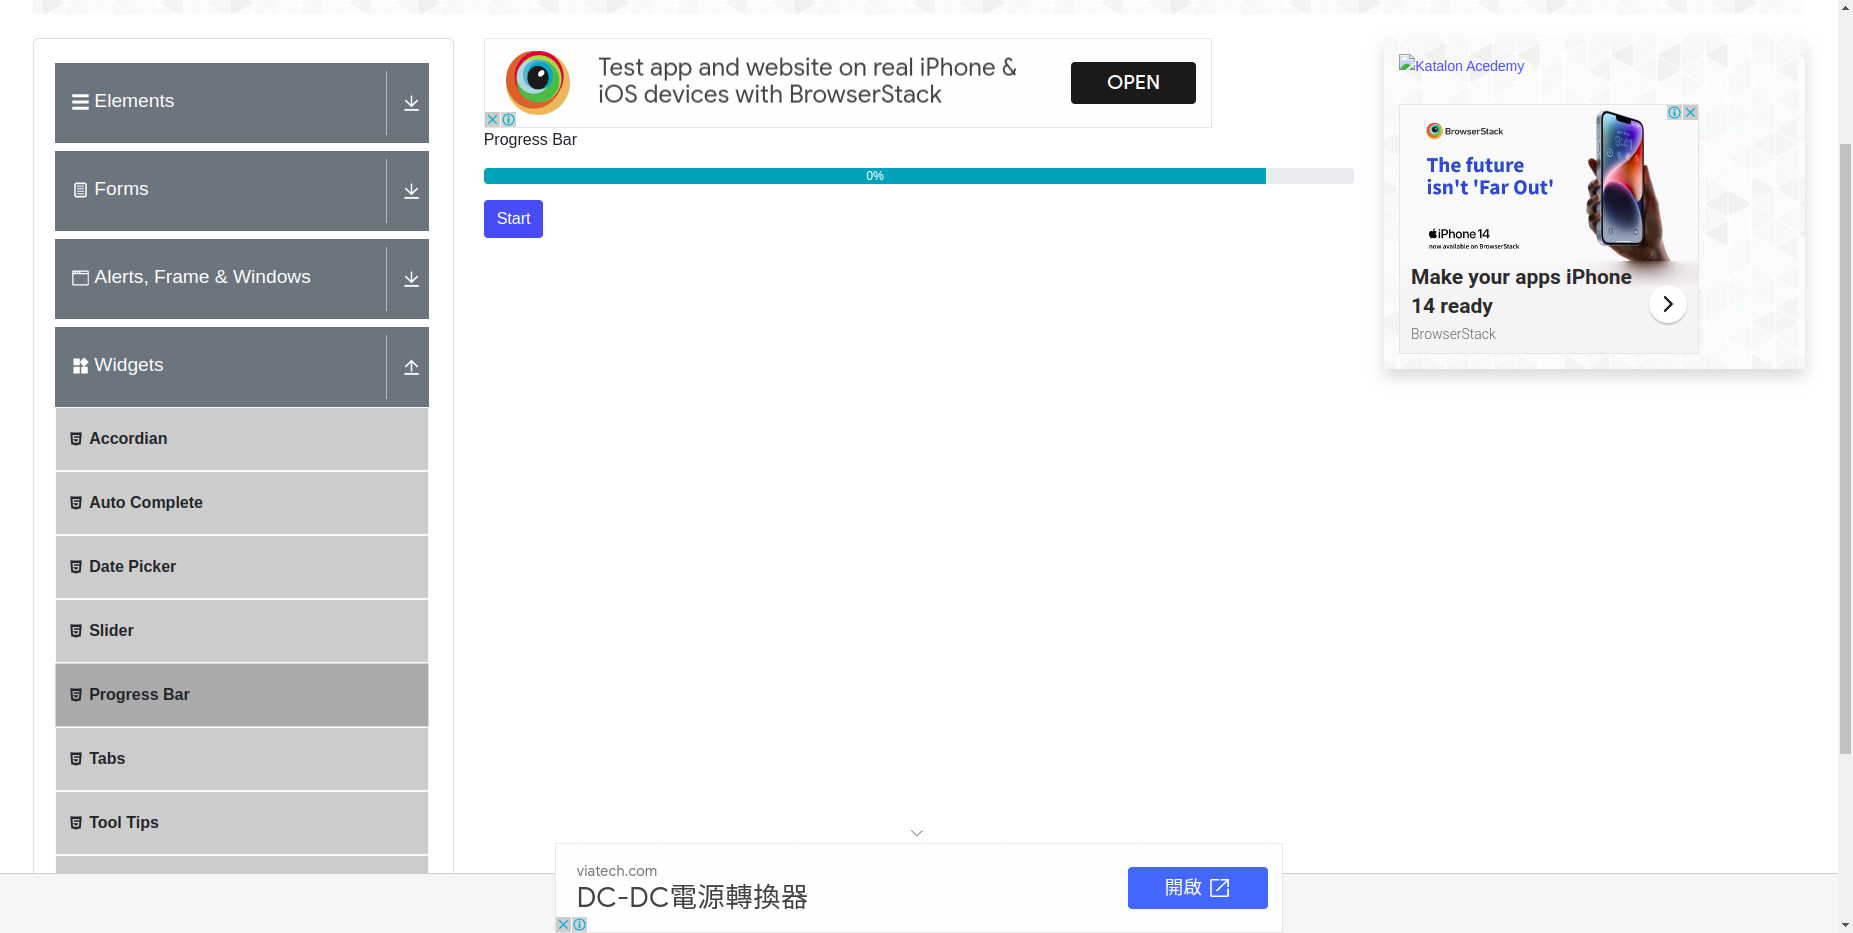 Elements
Forms
Alerts, Frame & Windows
Widgets
Accordian
Auto Complete
Date Picker
Slider
Progress Bar
Tabs
Tool Tips
Test app and website on real iPhone &
iOS devices with BrowserStack
OPEN
Progress Bar
0%
Start
Katalon Acedemy
BrowserStack
The future
isn't 'Far Out'
iPhone 14
now available on BrowserStack
Make your apps iPhone
14 ready
BrowserStack
viatech.com
DC-DC電源轉換器
開啟